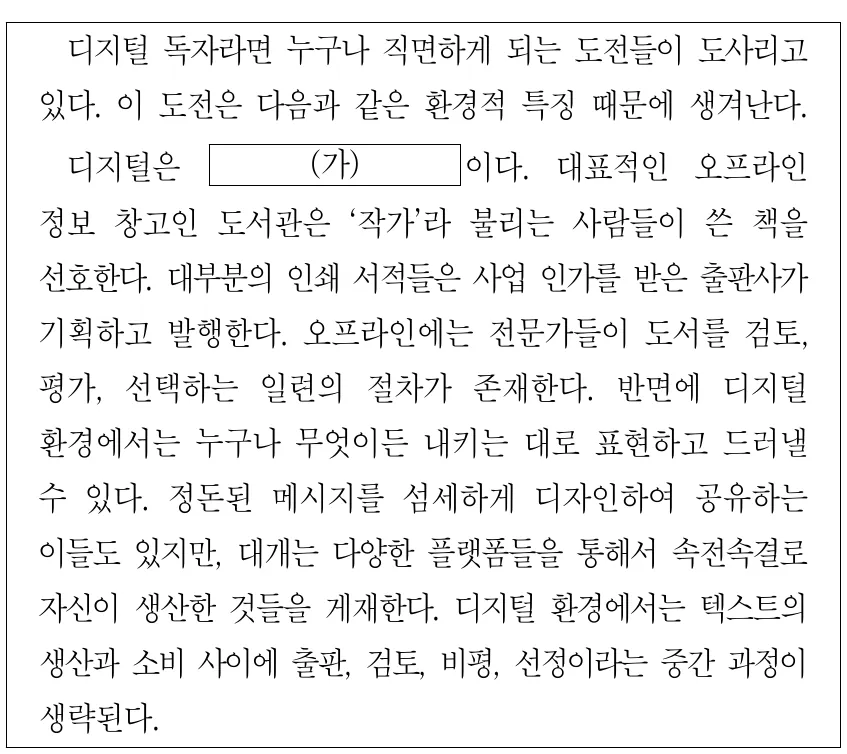 디지털 독자라면 누구나 직면하게 되는 도전들이 도사리고
있다. 이 도전은 다음과 같은 환경적 특징 때문에 생겨난다.
디지털은 (가) 이다. 대표적인 오프라인
정보 창고인 도서관은 ‘작가’라 불리는 사람들이 쓴 책을
선호한다. 대부분의 인쇄 서적들은 사업 인가를 받은 출판사가
기획하고 발행한다. 오프라인에는 전문가들이 도서를 검토,
평가, 선택하는 일련의 절차가 존재한다. 반면에 디지털
환경에서는 누구나 무엇이든 내키는 대로 표현하고 드러낼
수 있다. 정돈된 메시지를 섬세하게 디자인하여 공유하는
이들도 있지만, 대개는 다양한 플랫폼들을 통해서 속전속결로
자신이 생산한 것들을 게재한다. 디지털 환경에서는 텍스트의
생산과 소비 사이에 출판, 검토, 비평, 선정이라는 중간 과정이
생략된다.